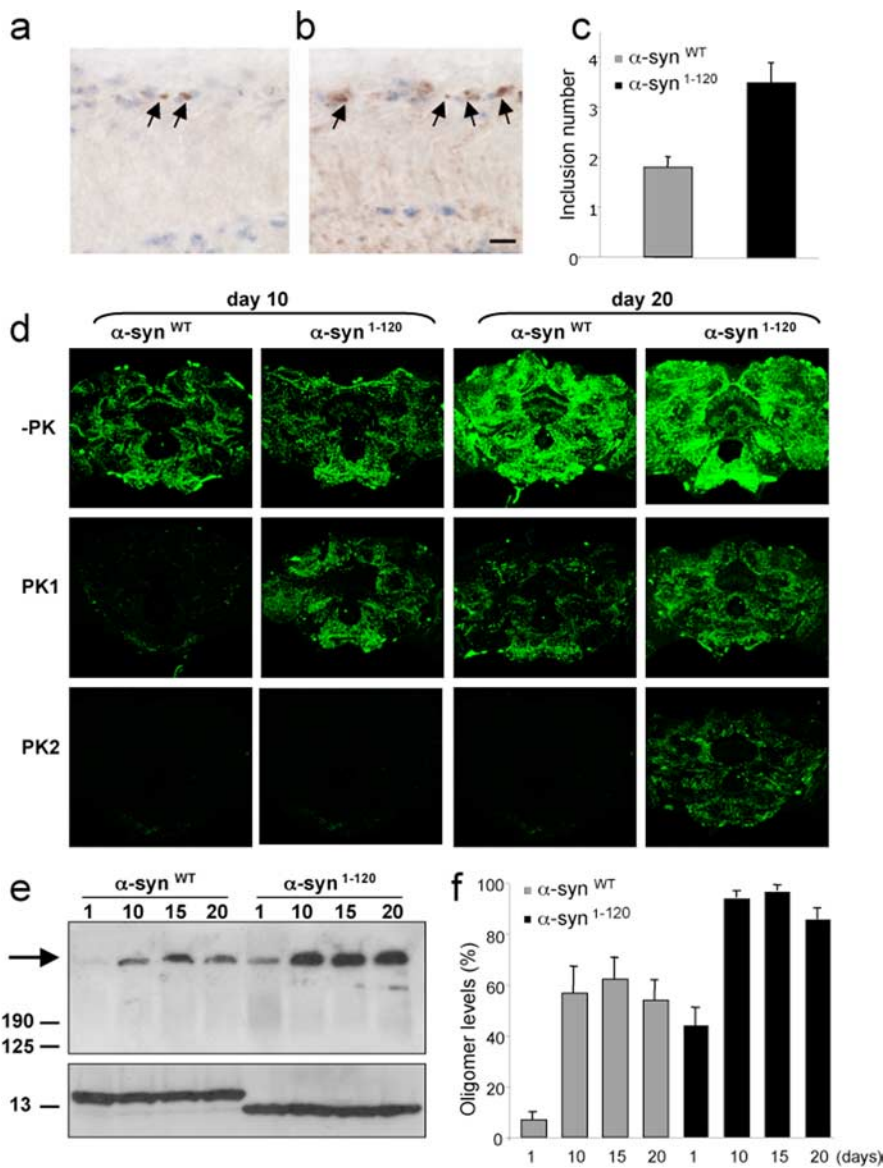 a
b
c
α-syn WT
α-syn 1-120
Inclusion number
4
3
2
1
0
d
day 10
day 20
α-syn WT
α-syn 1-120
α-syn WT
α-syn 1-120
-PK
PK1
PK2
e
α-syn WT
α-syn 1-120
1 10 15 20 1 10 15 20
190
125
13
f
α-syn WT
α-syn 1-120
Oligomer levels (%)
100
80
60
40
20
0
1 10 15 20 1 10 15 20 (days)